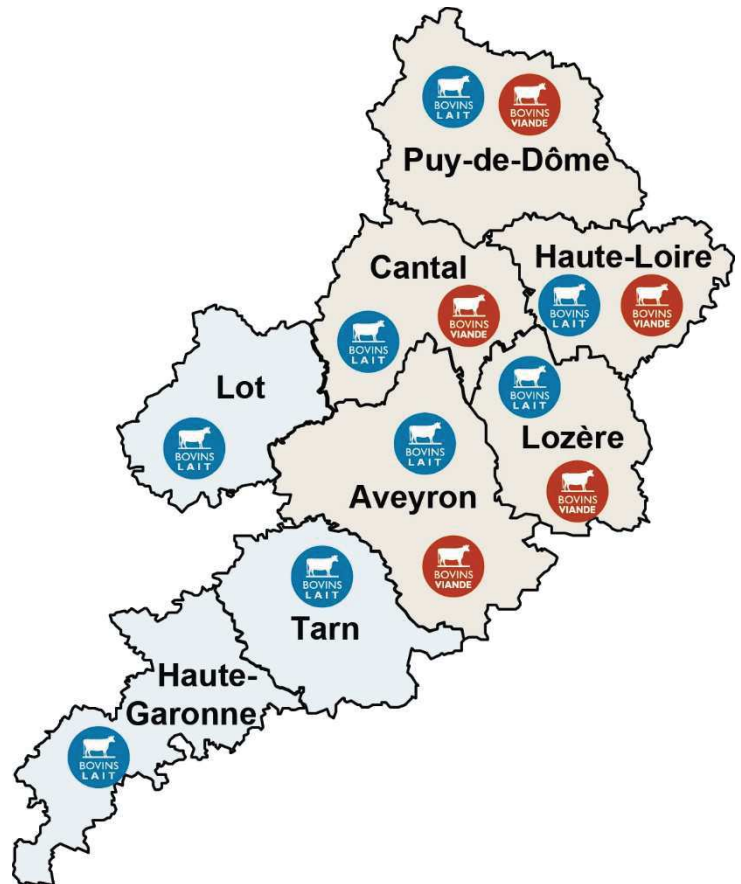 BOVINS
LAIT
BOVINS
VIANDE
Puy-de-Dôme
Cantal
BOVINS
LAIT
BOVINS
VIANDE
Haute-Loire
BOVINS
LAIT
BOVINS
VIANDE
Lot
BOVINS
LAIT
BOVINS
LAIT
Lozère
BOVINS
VIANDE
BOVINS
LAIT
Aveyron
BOVINS
VIANDE
BOVINS
LAIT
Tarn
Haute-
Garonne
BOVINS
LAIT